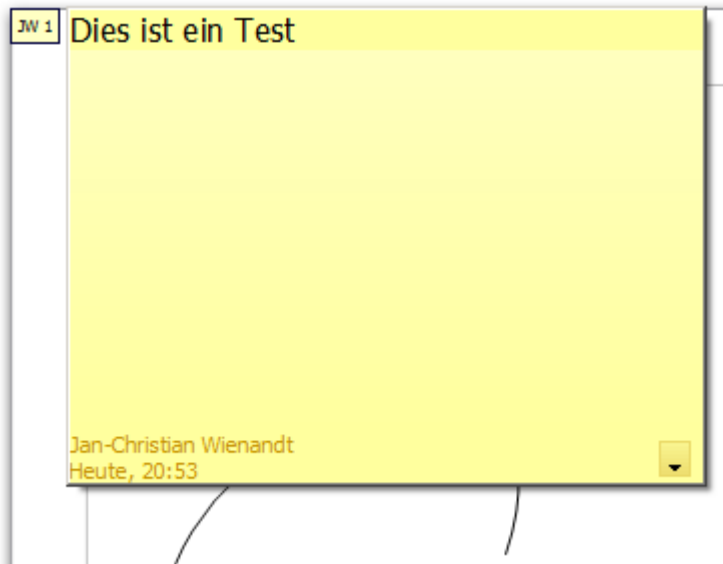 JW 1
Dies ist ein Test
Jan-Christian Wienandt
Heute, 20:53